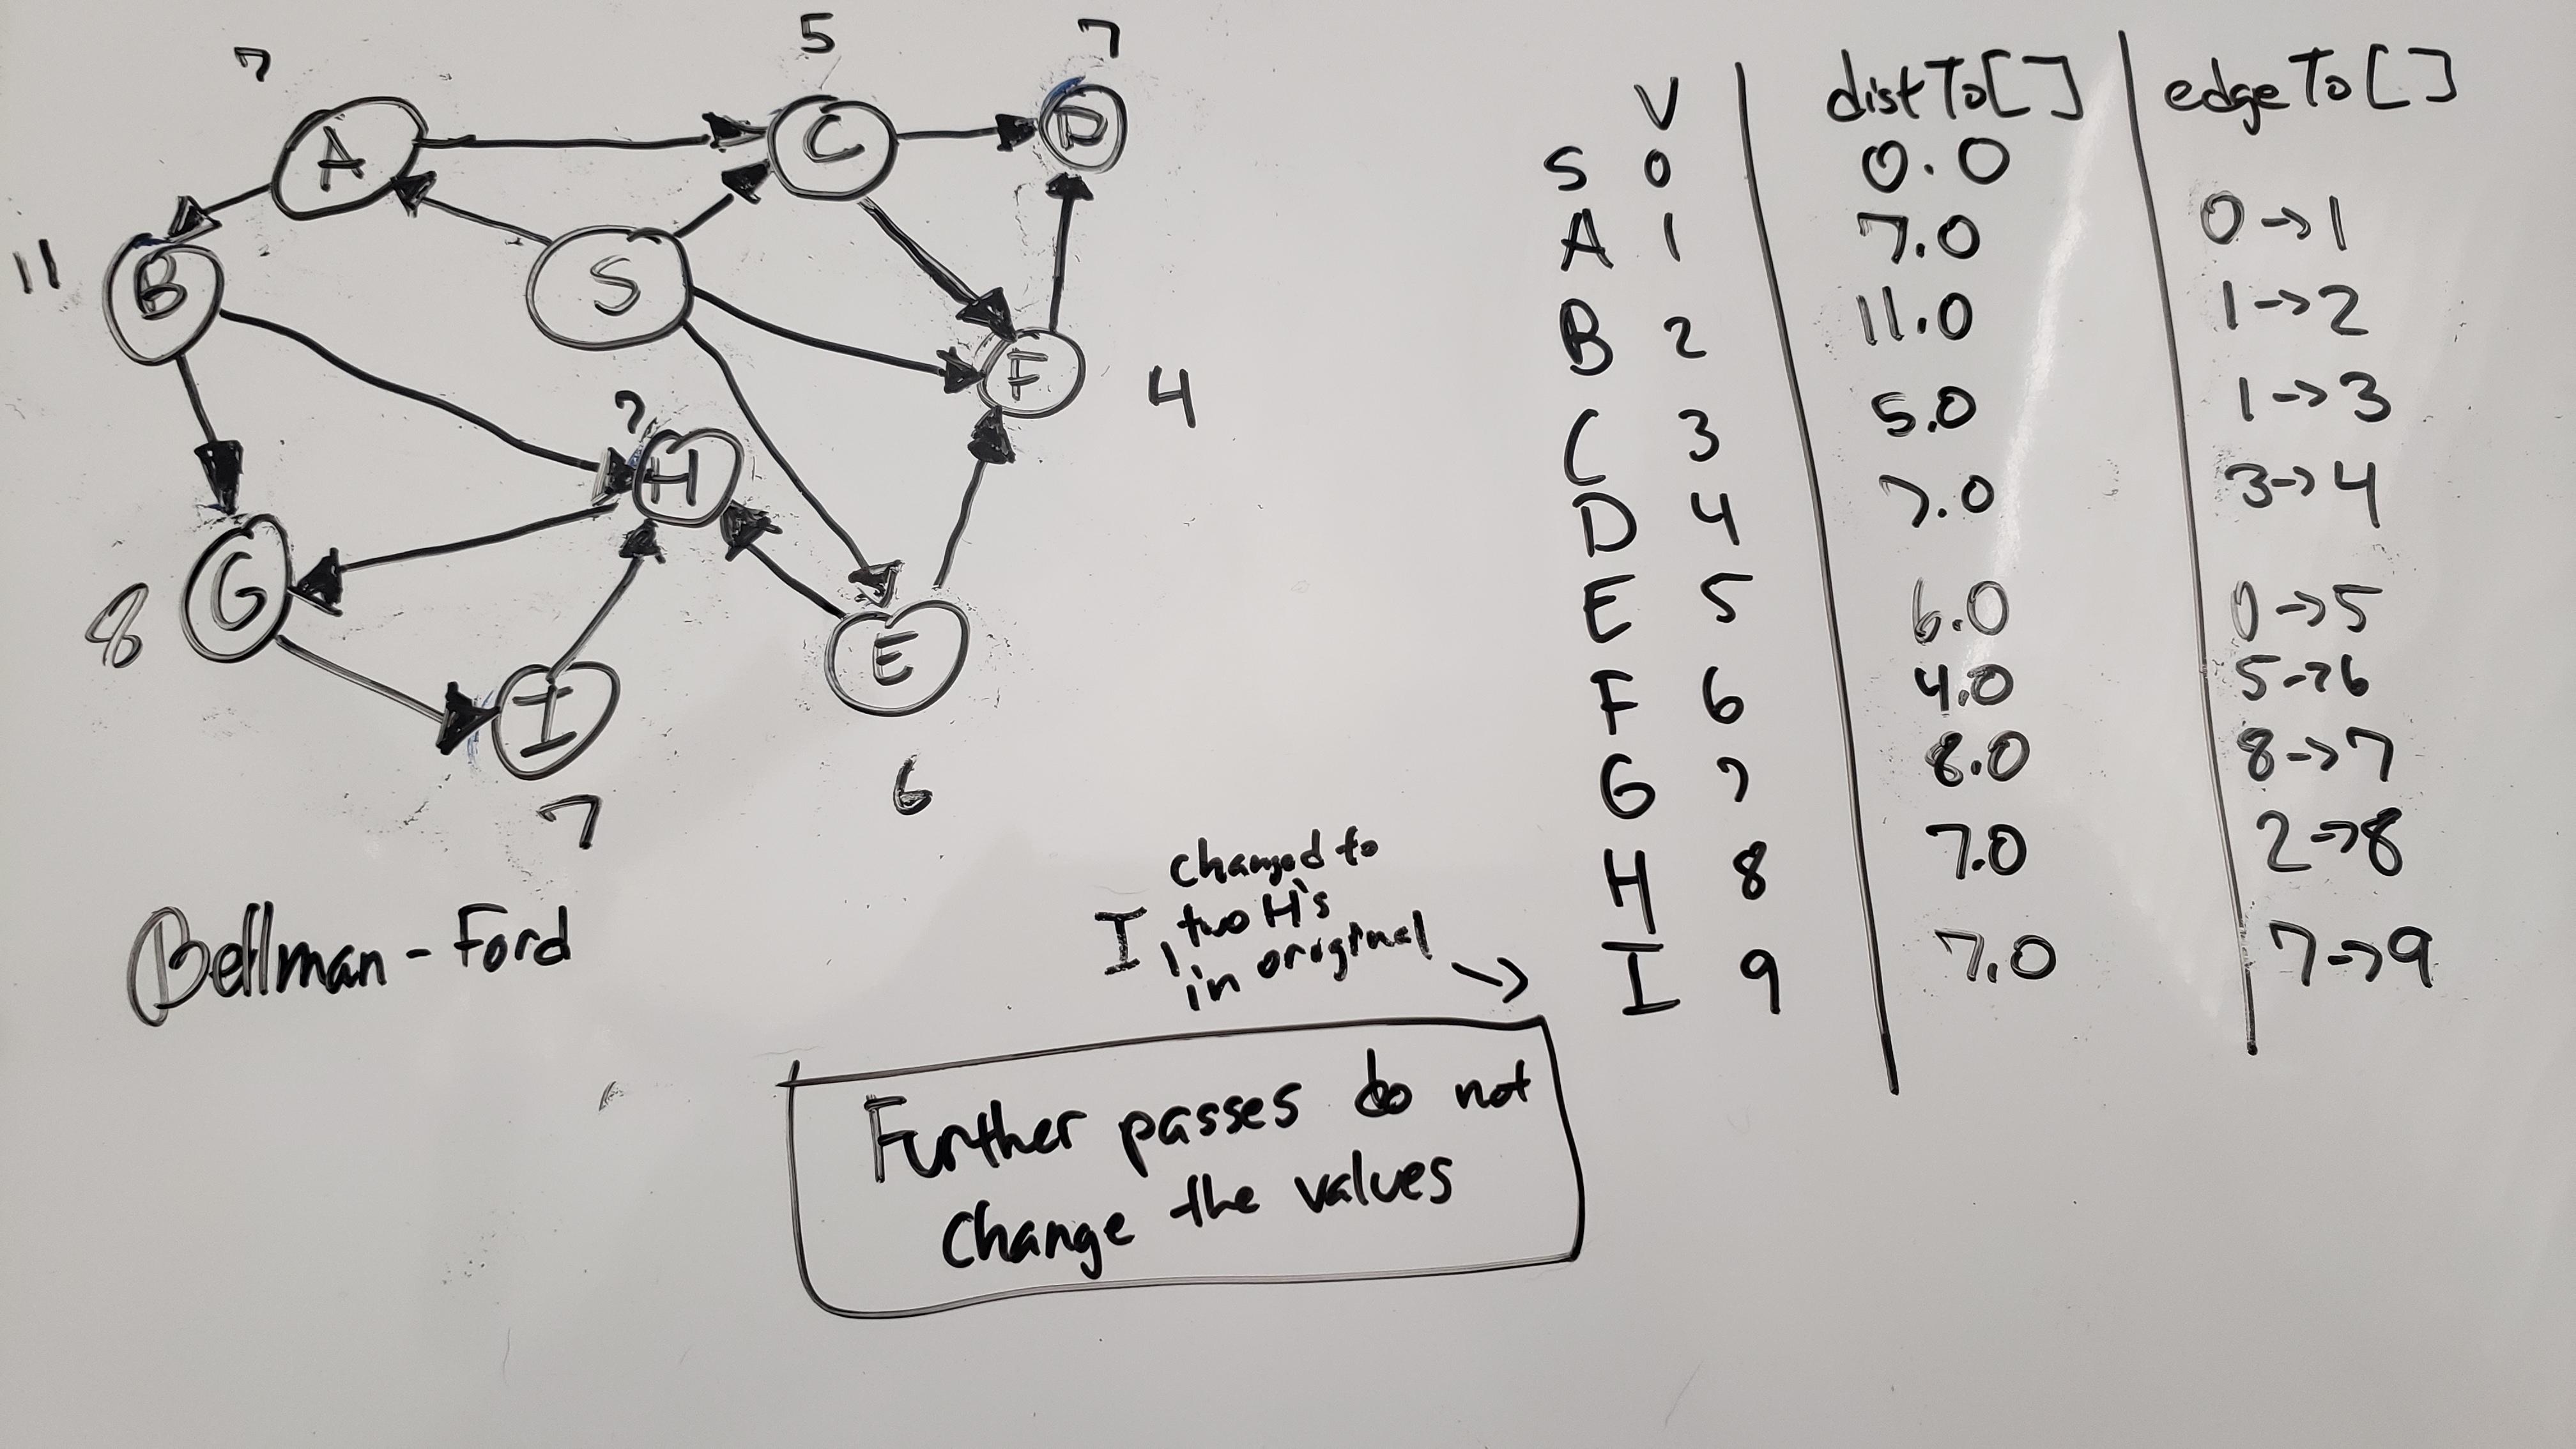 7
5
7
A
C
D
11
B
S
F
4
?
H
G
8
I
E
7
6
Bellman-Ford
I, changed to
two H's
in original
Further passes do not
change the values
V distTo[] edgeTo[]
S 0 0.0
A 1 7.0 0->1
B 2 11.0 1->2
C 3 5.0 1->3
D 4 7.0 3->4
E 5 6.0 0->5
F 6 4.0 5->6
G 7 8.0 8->7
H 8 7.0 2->8
I 9 7.0 7->9